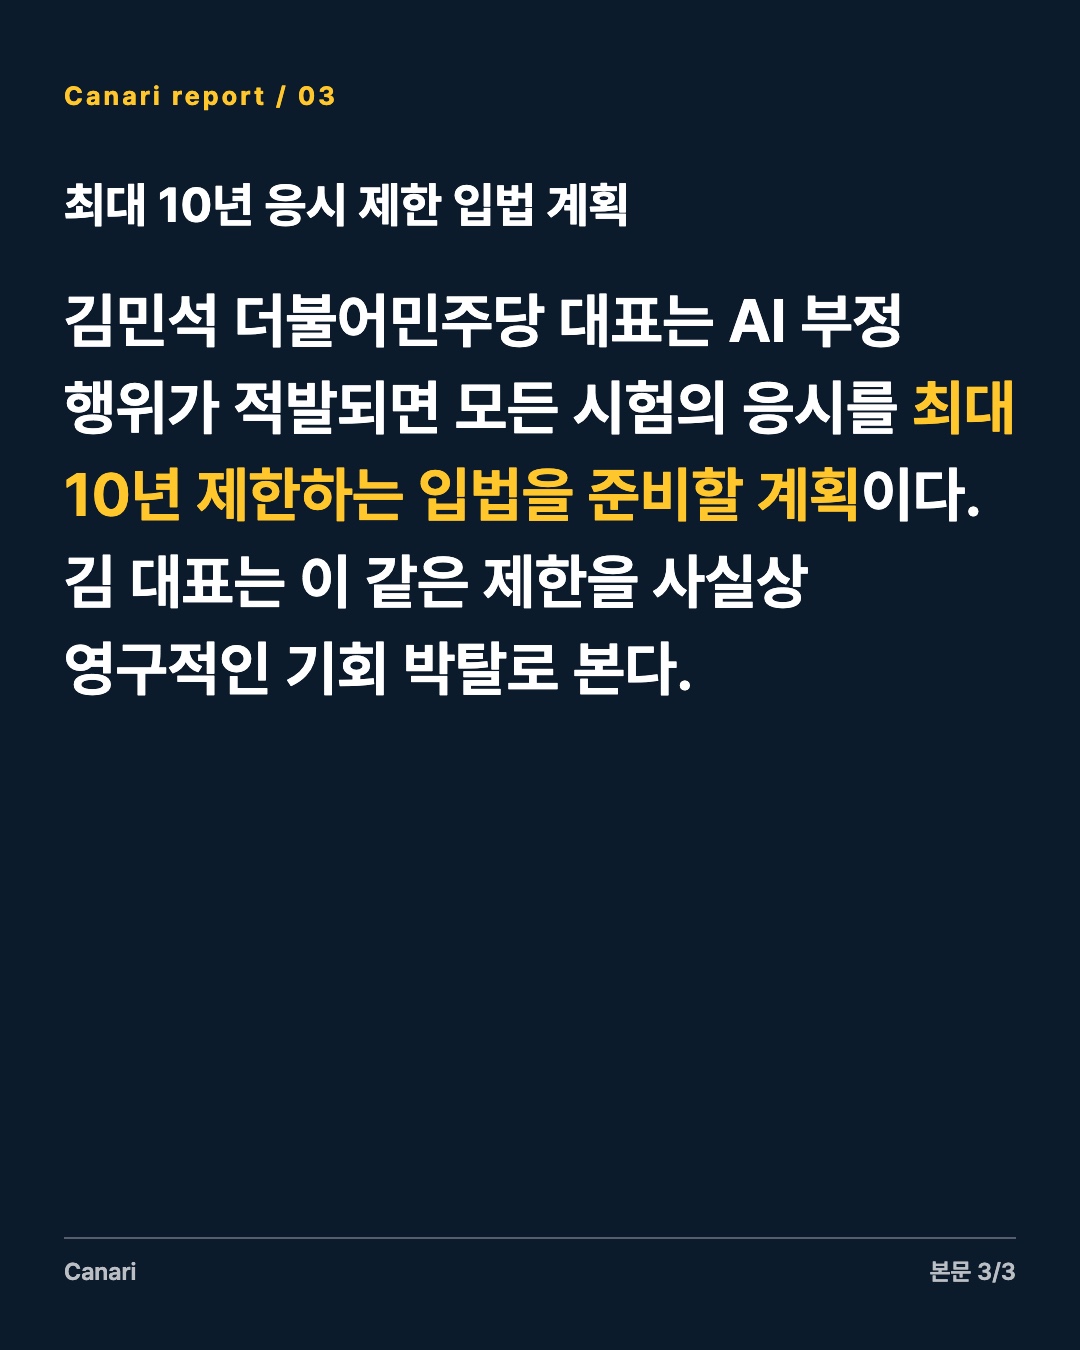 Canari report / 03
최대 10년 응시 제한 입법 계획
김민석 더불어민주당 대표는 AI 부정
행위가 적발되면 모든 시험의 응시를 최대
10년 제한하는 입법을 준비할 계획이다.
김 대표는 이 같은 제한을 사실상
영구적인 기회 박탈로 본다.
Canari
본문 3/3